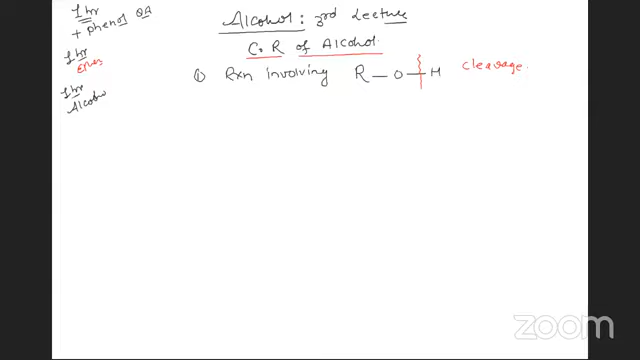 1 hr
+ Phenol QA
1 hr
Ethers
1 hr
Alcohol
Alcohol: 3rd Lecture
C.R of Alcohol.
① Rxn involving R — O — H cleavage.
zoom